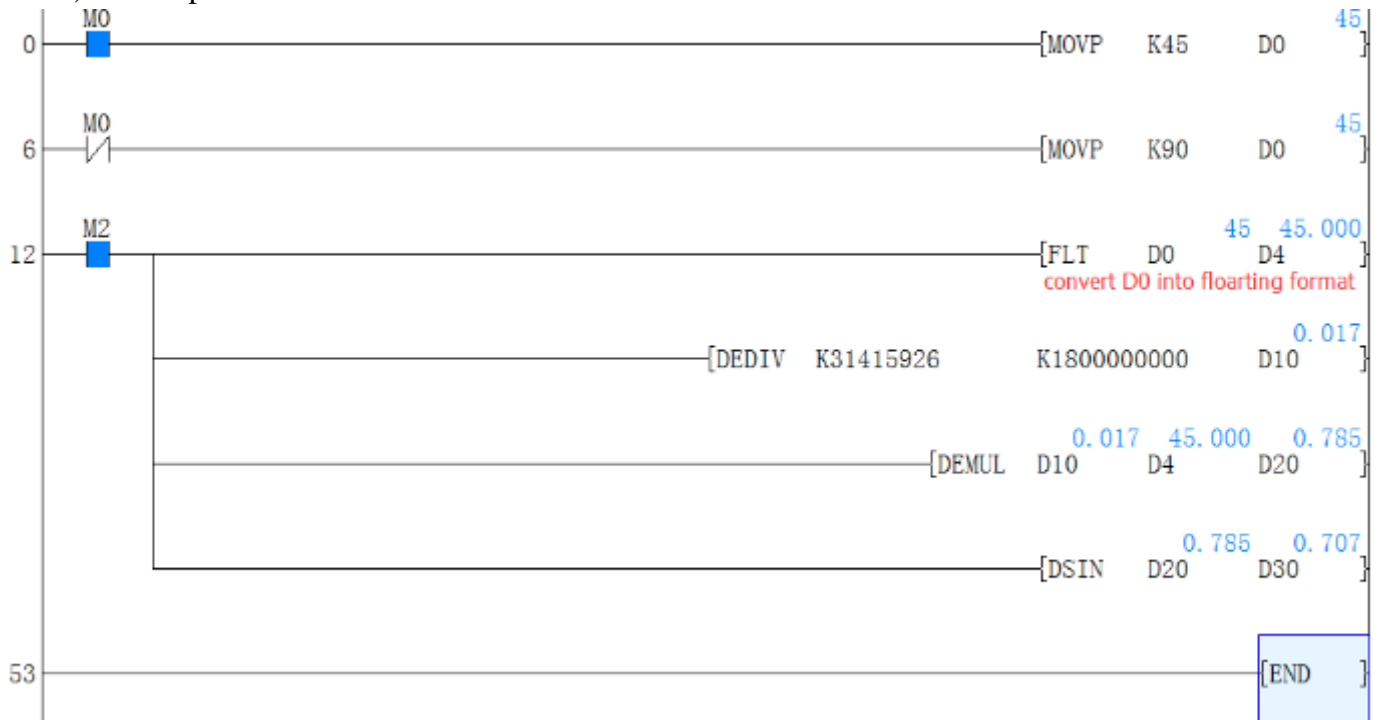 M0 45
0 [MOVP K45 D0 ]
M0 45
6 [MOVP K90 D0 ]
M2 45 45.000
12 [FLT D0 D4 ]
convert D0 into floarting format
0.017
[DEDIV K31415926 K1800000000 D10 ]
0.017 45.000 0.785
[DEMUL D10 D4 D20 ]
0.785 0.707
[DSIN D20 D30 ]
53 [END ]